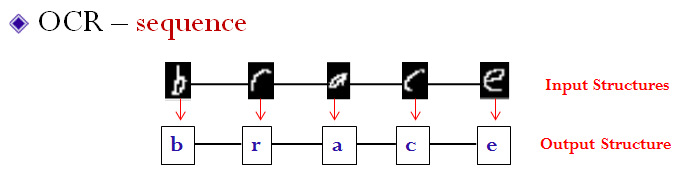 OCR – sequence
b r a c e Input Structures
b r a c e Output Structure